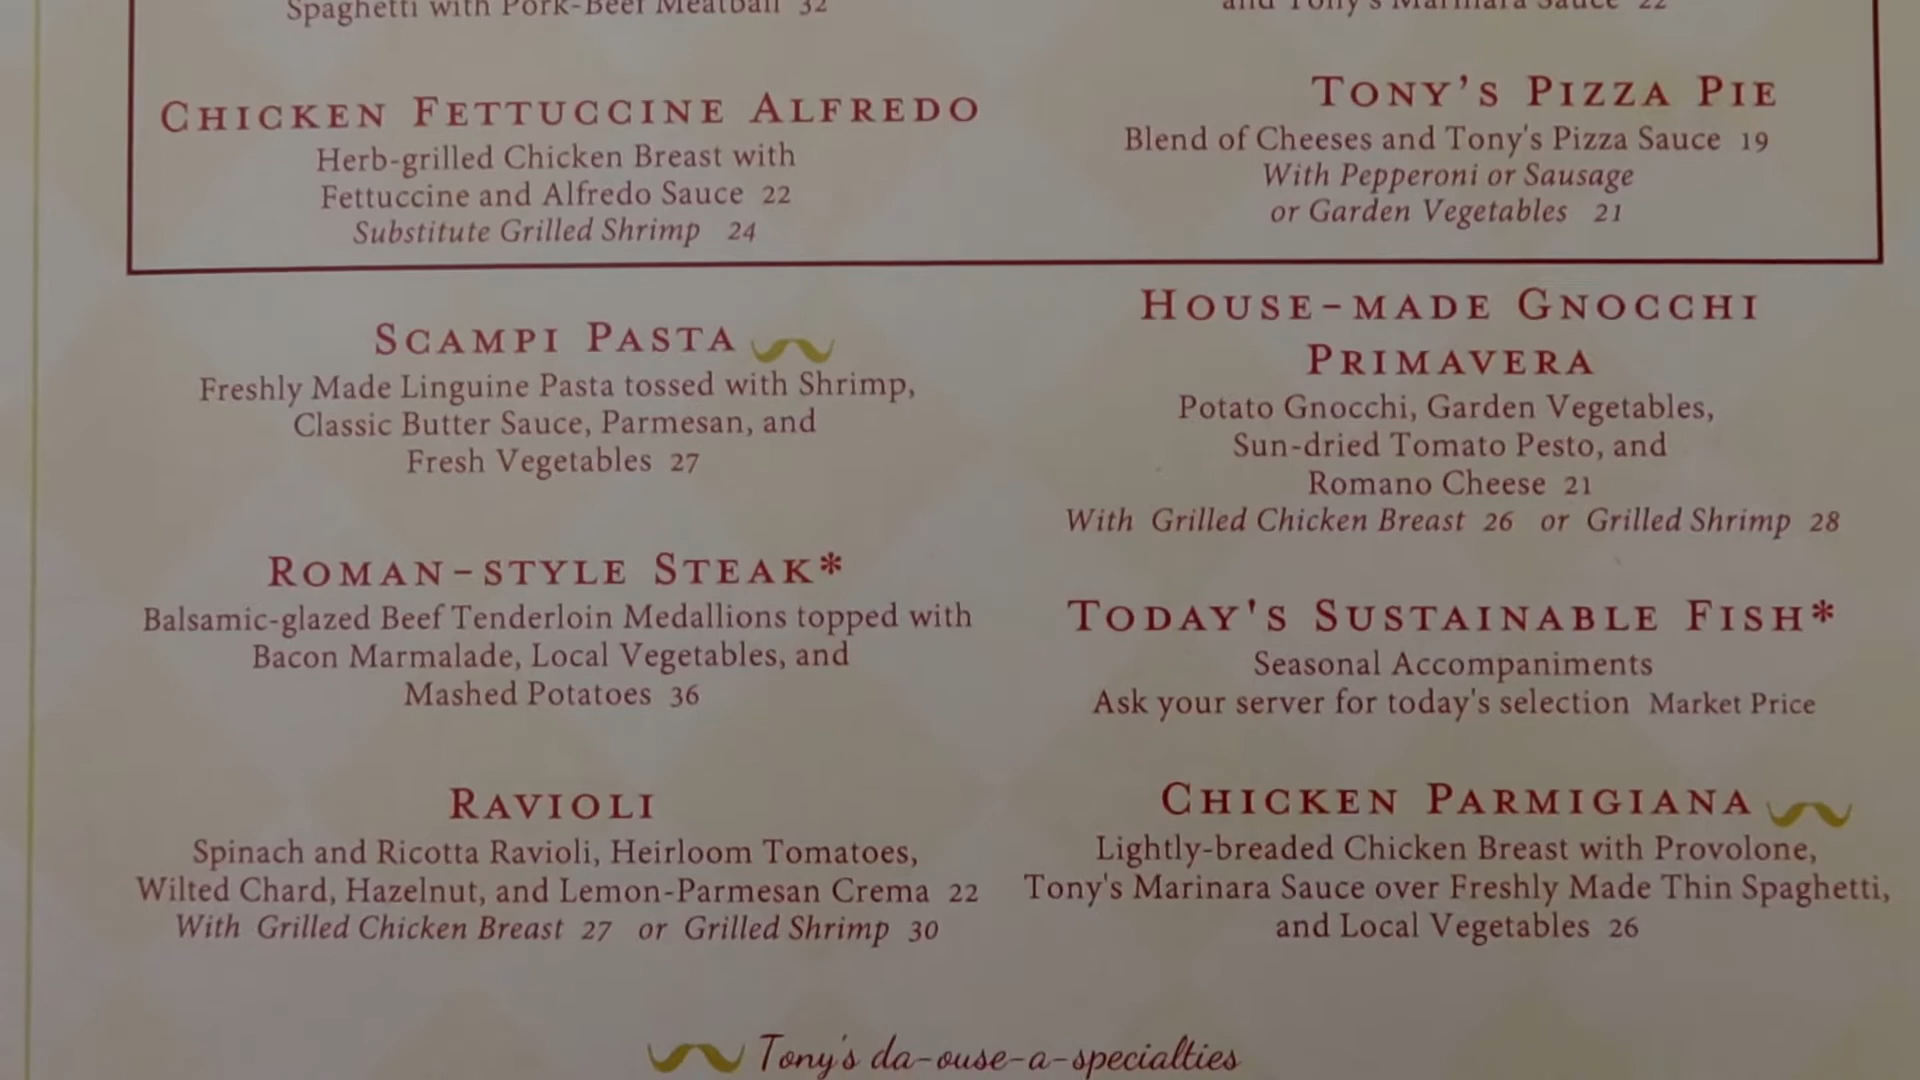 Spaghetti with Pork-Beef Meatball 32
Chicken Fettuccine Alfredo
Herb-grilled Chicken Breast with
Fettuccine and Alfredo Sauce 22
Substitute Grilled Shrimp 24
Scampi Pasta
Freshly Made Linguine Pasta tossed with Shrimp,
Classic Butter Sauce, Parmesan, and
Fresh Vegetables 27
Roman-style Steak*
Balsamic-glazed Beef Tenderloin Medallions topped with
Bacon Marmalade, Local Vegetables, and
Mashed Potatoes 36
Ravioli
Spinach and Ricotta Ravioli, Heirloom Tomatoes,
Wilted Chard, Hazelnut, and Lemon-Parmesan Crema 22
With Grilled Chicken Breast 27 or Grilled Shrimp 30
and Tony's Marinara Sauce 22
Tony's Pizza Pie
Blend of Cheeses and Tony's Pizza Sauce 19
With Pepperoni or Sausage
or Garden Vegetables 21
House-made Gnocchi
Primavera
Potato Gnocchi, Garden Vegetables,
Sun-dried Tomato Pesto, and
Romano Cheese 21
With Grilled Chicken Breast 26 or Grilled Shrimp 28
Today's Sustainable Fish*
Seasonal Accompaniments
Ask your server for today's selection Market Price
Chicken Parmigiana
Lightly-breaded Chicken Breast with Provolone,
Tony's Marinara Sauce over Freshly Made Thin Spaghetti,
and Local Vegetables 26
Tony's da-ouse-a-specialties